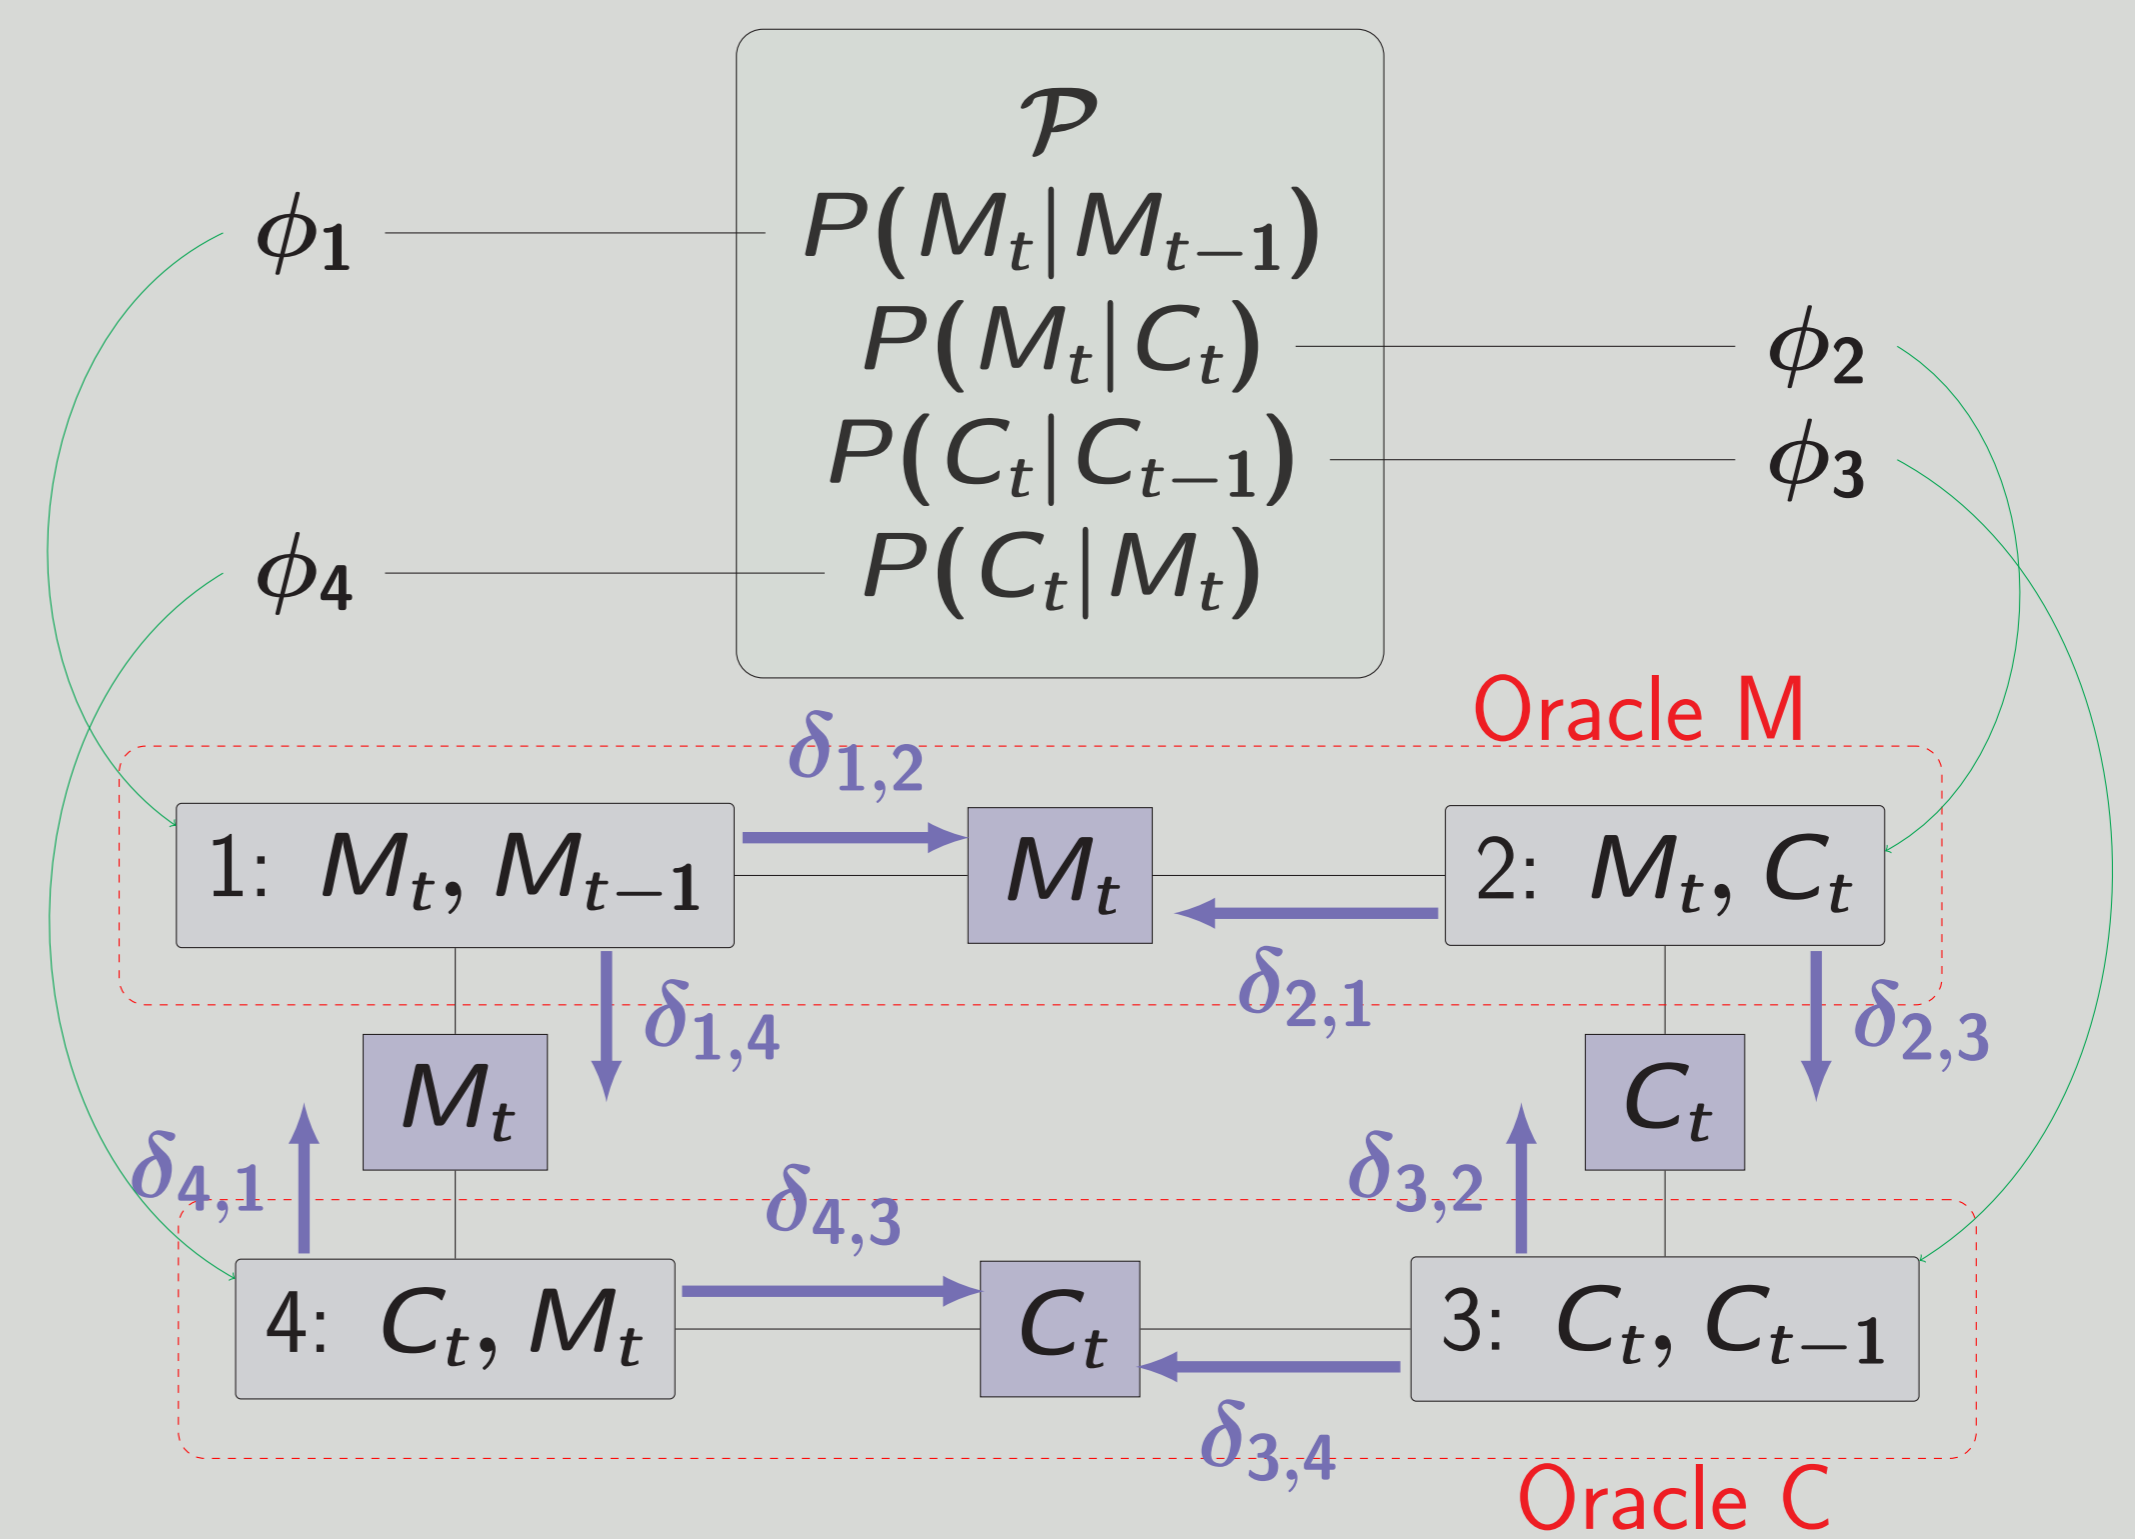 𝒫
ϕ₁
P(Mₜ|Mₜ₋₁)
P(Mₜ|Cₜ)
ϕ₂
P(Cₜ|Cₜ₋₁)
ϕ₃
ϕ₄
P(Cₜ|Mₜ)
Oracle M
δ₁,₂
1: Mₜ, Mₜ₋₁
Mₜ
2: Mₜ, Cₜ
δ₂,₁
δ₁,₄
δ₂,₃
Mₜ
Cₜ
δ₄,₁
δ₄,₃
δ₃,₂
4: Cₜ, Mₜ
Cₜ
3: Cₜ, Cₜ₋₁
δ₃,₄
Oracle C